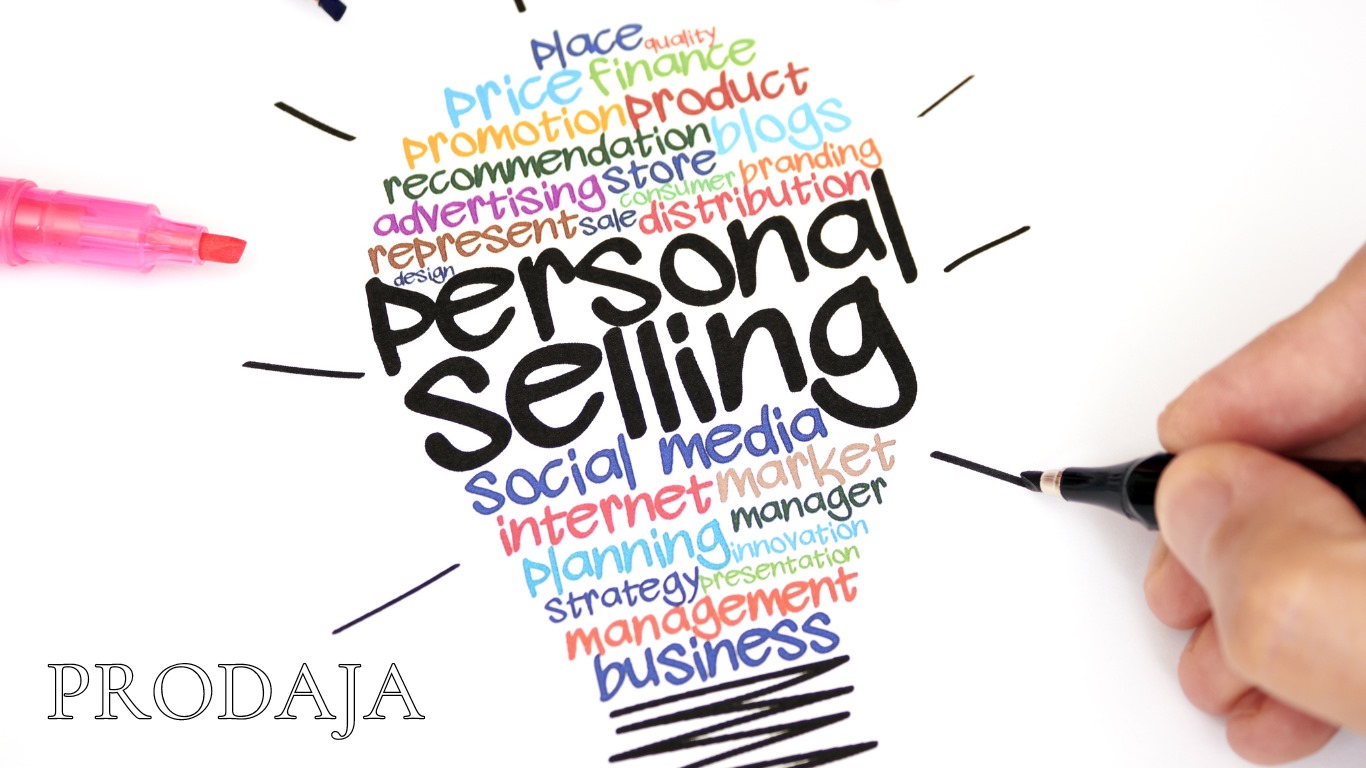 place quality
price finance
promotion product
recommendation blogs
advertising store consumer branding
represent sale distribution
design
personal
selling
social media
internet market
planning manager
innovation
strategy presentation
management
business
PRODAJA